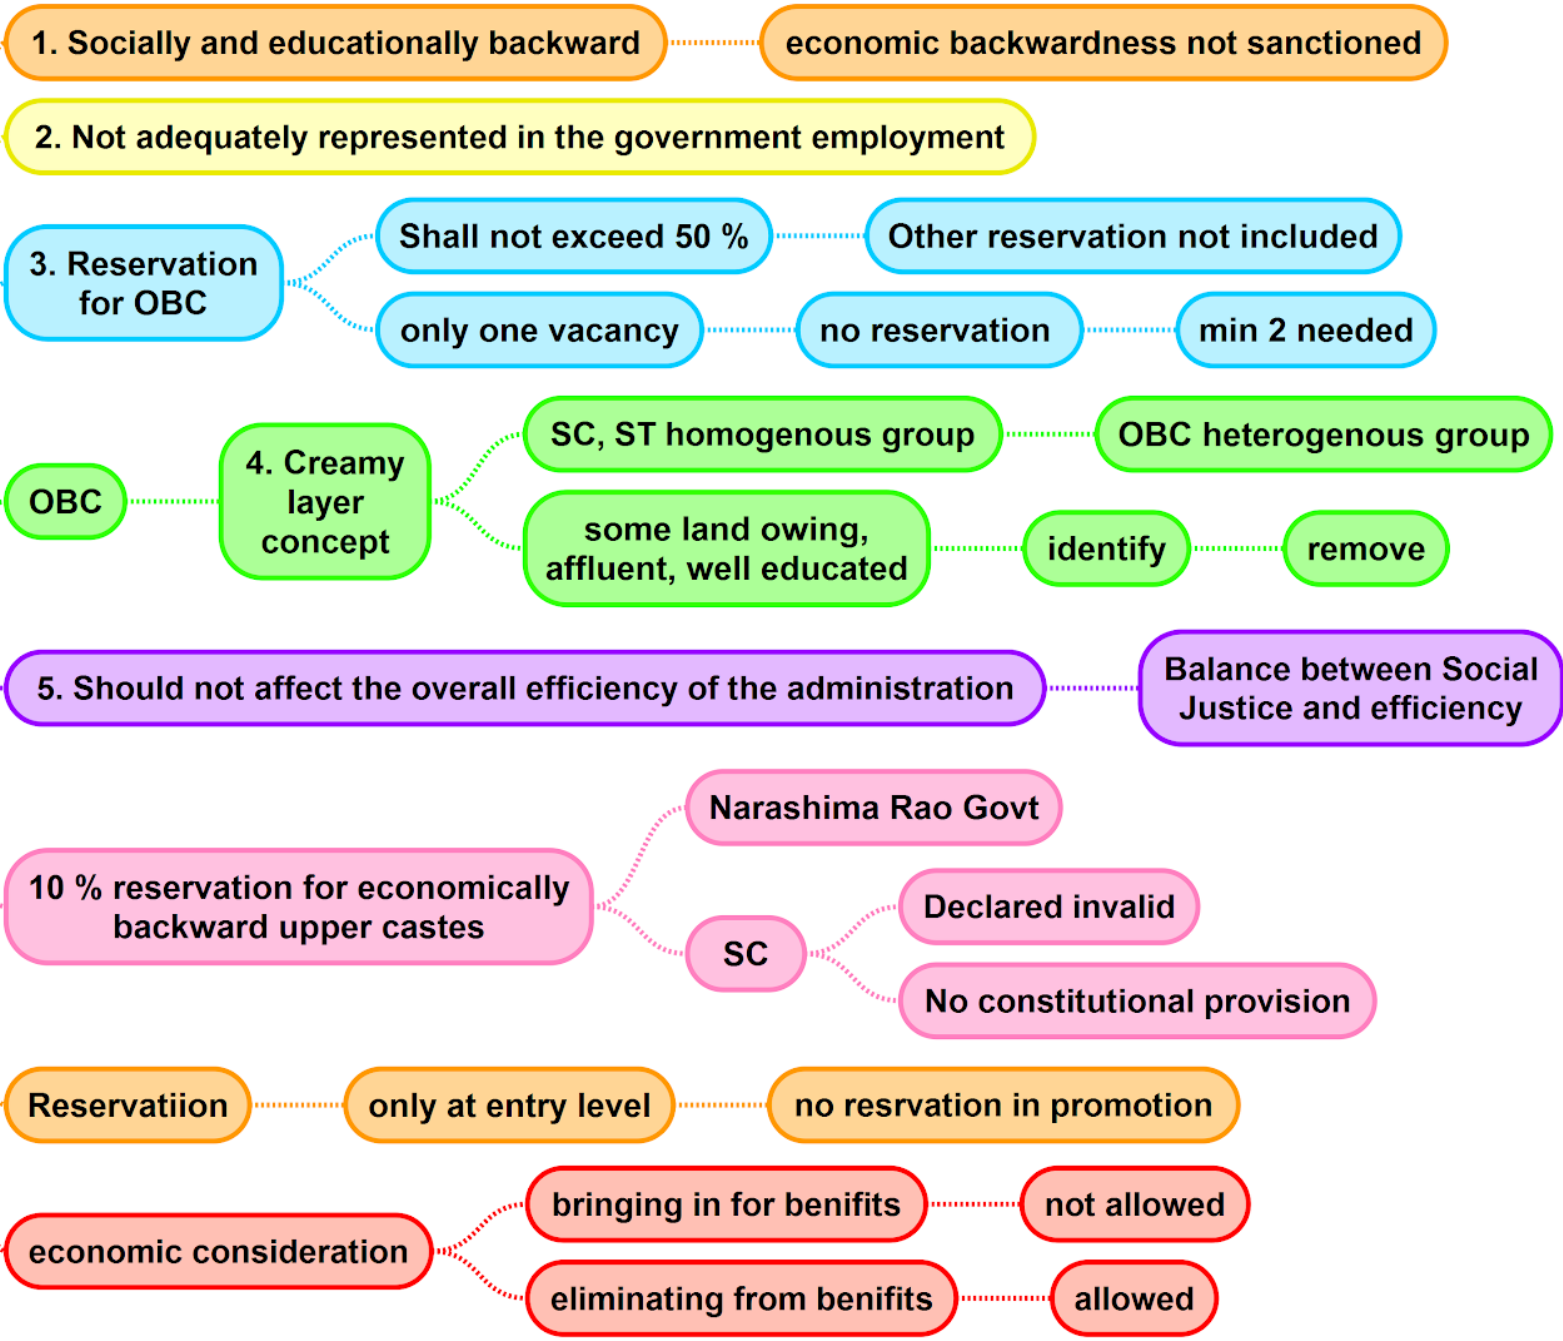 1. Socially and educationally backward
economic backwardness not sanctioned
2. Not adequately represented in the government employment
3. Reservation
for OBC
Shall not exceed 50 %
Other reservation not included
only one vacancy
no reservation
min 2 needed
OBC
4. Creamy
layer
concept
SC, ST homogenous group
OBC heterogenous group
some land owing,
affluent, well educated
identify
remove
5. Should not affect the overall efficiency of the administration
Balance between Social
Justice and efficiency
10 % reservation for economically
backward upper castes
Narashima Rao Govt
SC
Declared invalid
No constitutional provision
Reservatiion
only at entry level
no resrvation in promotion
economic consideration
bringing in for benifits
not allowed
eliminating from benifits
allowed